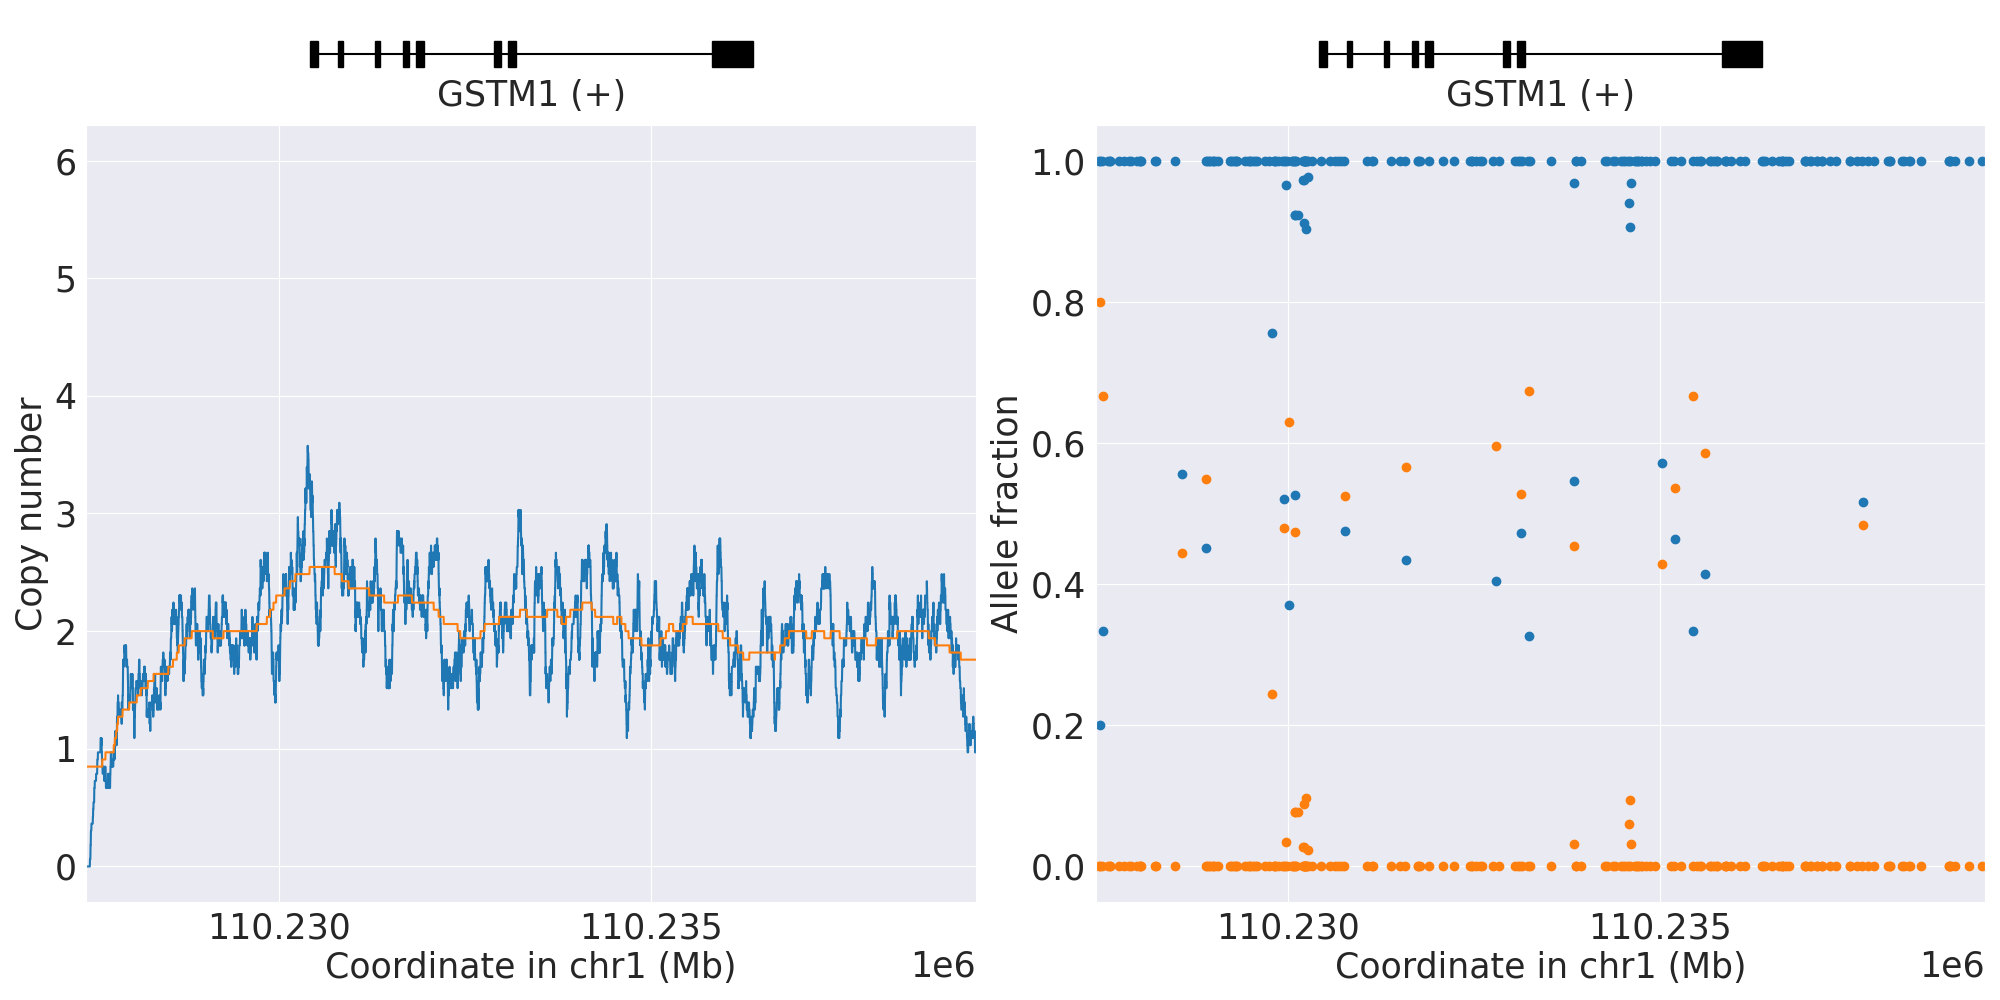 GSTM1 (+)
6
5
4
3
2
1
0
Copy number
110.230
110.235
Coordinate in chr1 (Mb)
1e6
GSTM1 (+)
1.0
0.8
0.6
0.4
0.2
0.0
Allele fraction
110.230
110.235
Coordinate in chr1 (Mb)
1e6